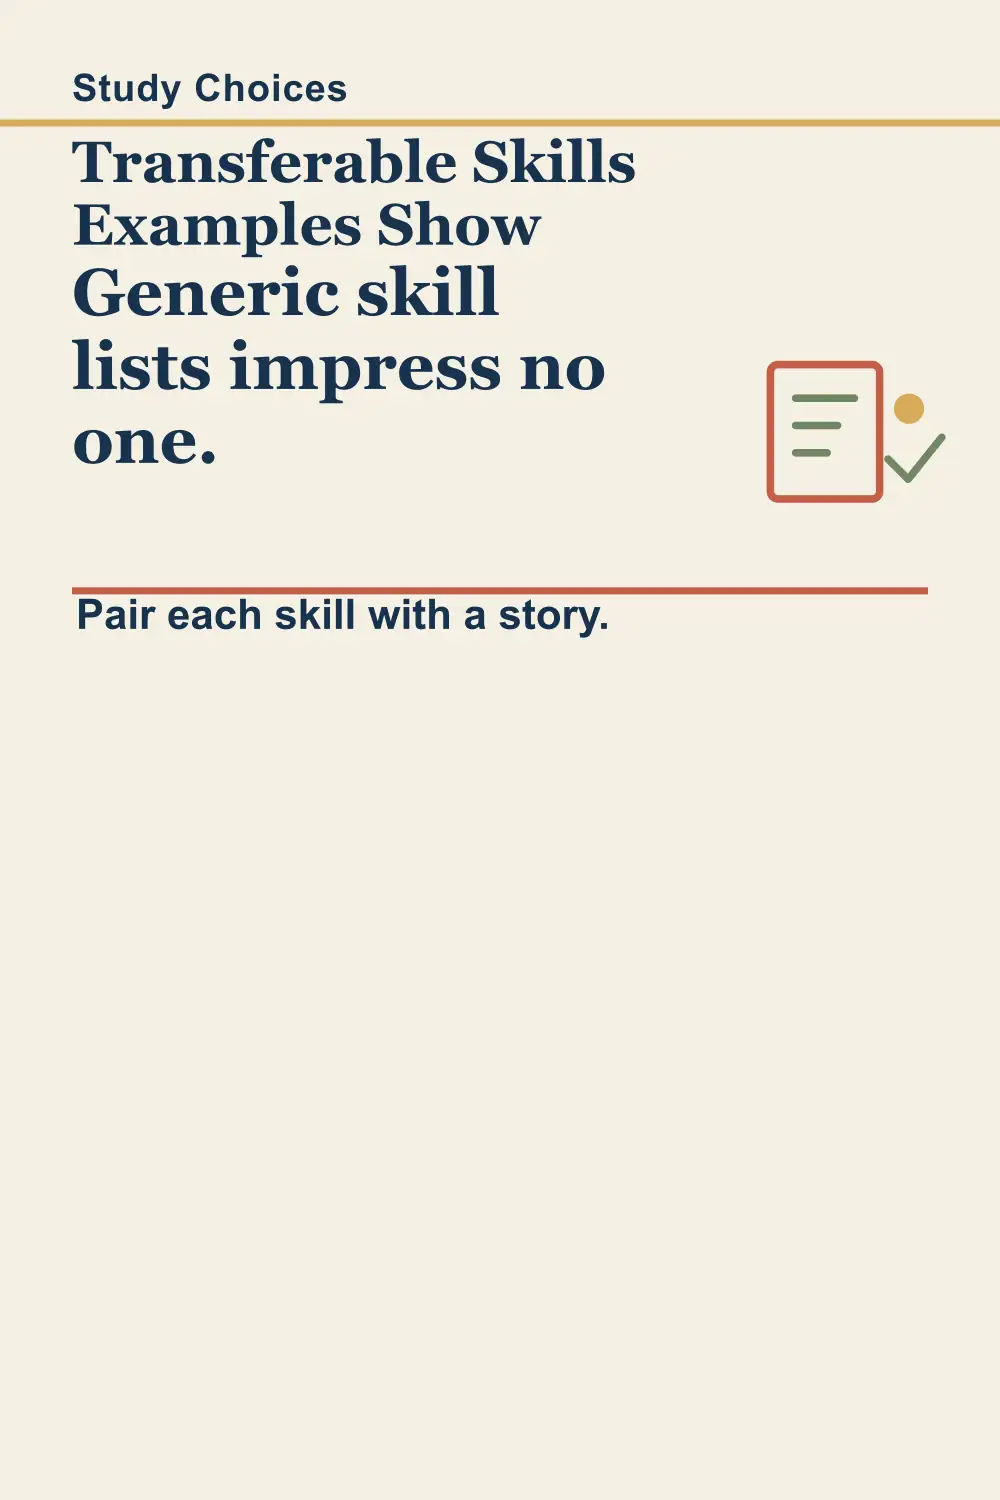 Study Choices
Transferable Skills
Examples Show
Generic skill
lists impress no
one.
Pair each skill with a story.